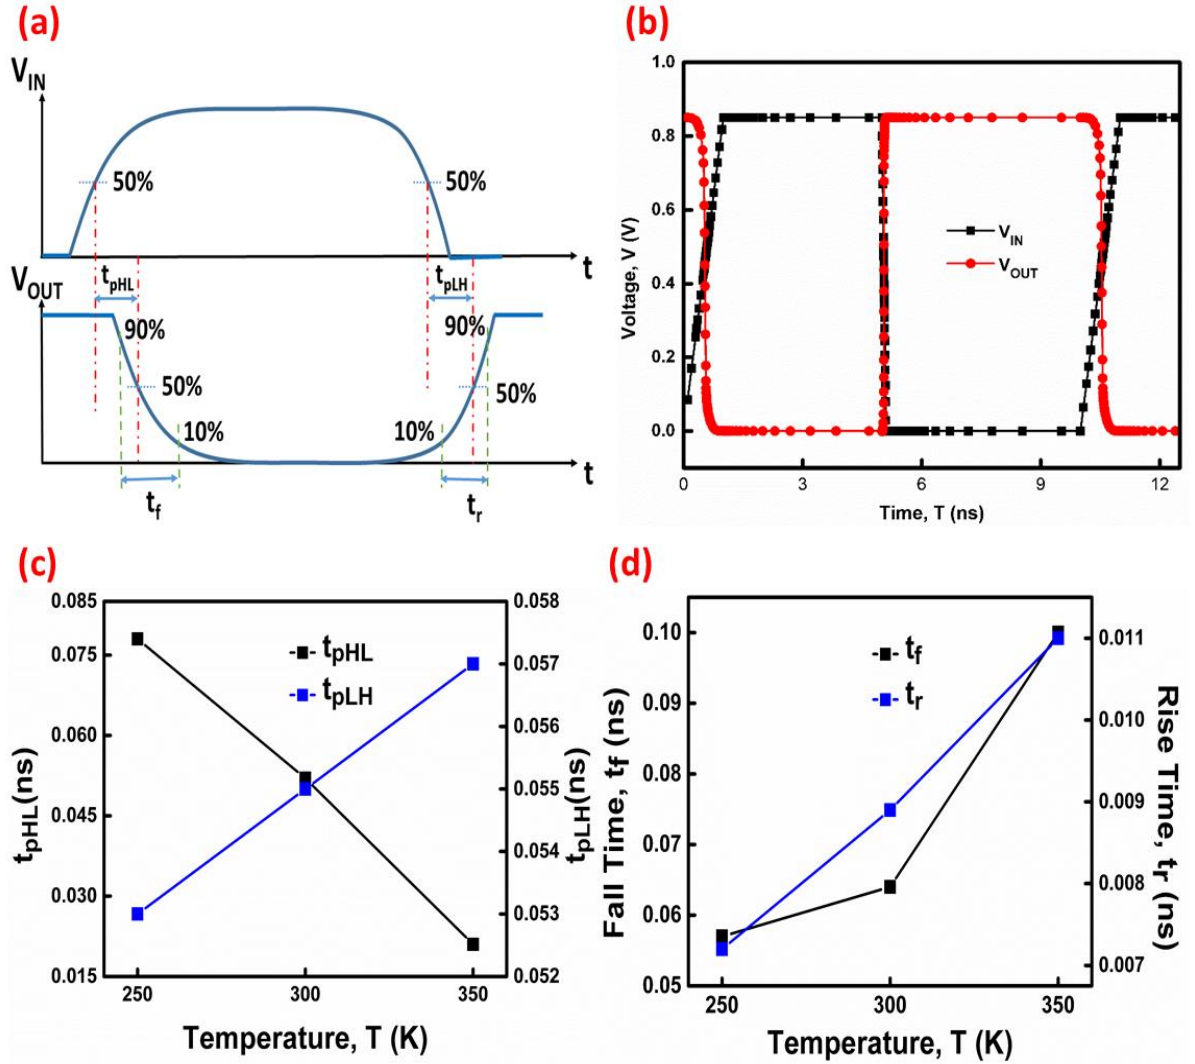 (a)
V_IN
50%
50%
t
t_pHL
t_pLH
V_OUT
90%
90%
50%
50%
10%
10%
t
t_f
t_r
(b)
1.0
0.8
0.6
0.4
0.2
0.0
Voltage, V (V)
V_IN
V_OUT
0
3
6
9
12
Time, T (ns)
(c)
0.085
0.075
0.060
0.045
0.030
0.015
t_pHL(ns)
t_pHL
t_pLH
0.058
0.057
0.056
0.055
0.054
0.053
0.052
t_pLH(ns)
250
300
350
Temperature, T (K)
(d)
0.10
0.09
0.08
0.07
0.06
0.05
Fall Time, t_f (ns)
t_f
t_r
0.011
0.010
0.009
0.008
0.007
Rise Time, t_r (ns)
250
300
350
Temperature, T (K)